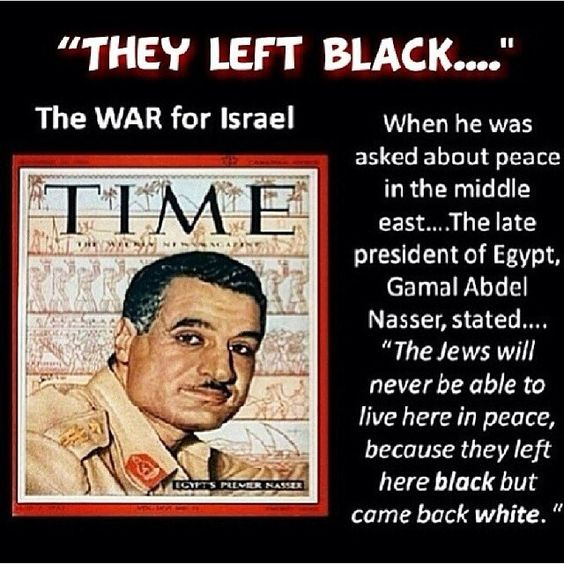 “THEY LEFT BLACK...."
The WAR for Israel
TIME
THE WEEKLY NEWSMAGAZINE
EGYPT'S PREMIER NASSER
When he was
asked about peace
in the middle
east....The late
president of Egypt,
Gamal Abdel
Nasser, stated....
“The Jews will
never be able to
live here in peace,
because they left
here black but
came back white. “